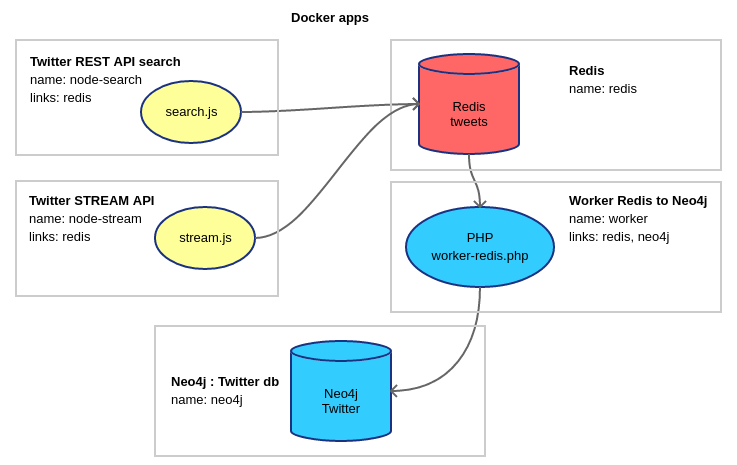 Docker apps
Twitter REST API search
name: node-search
links: redis
search.js
Redis
tweets
Redis
name: redis
Twitter STREAM API
name: node-stream
links: redis
stream.js
PHP
worker-redis.php
Worker Redis to Neo4j
name: worker
links: redis, neo4j
Neo4j : Twitter db
name: neo4j
Neo4j
Twitter